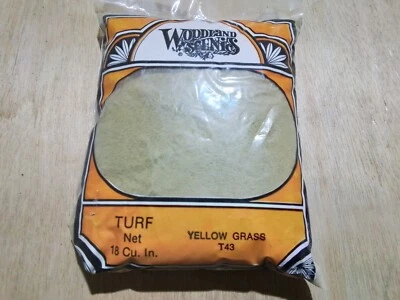 WOODLAND
SCENICS
TURF
Net
18 Cu. In.
YELLOW GRASS
T43